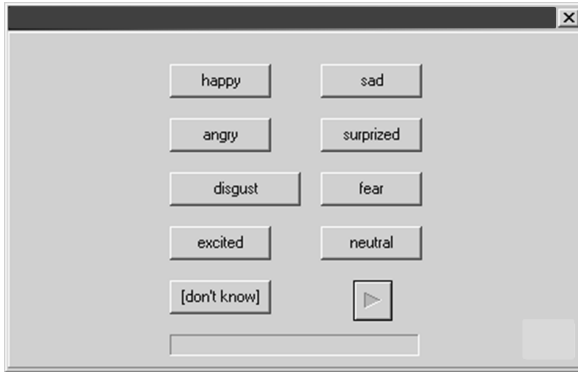 happy sad
angry surprized
disgust fear
excited neutral
[don't know]